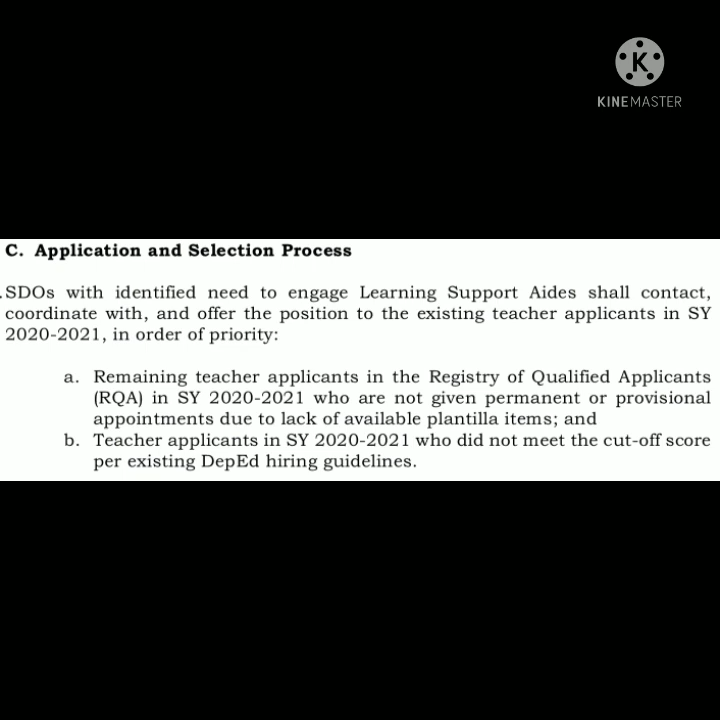 K
KINEMASTER
C. Application and Selection Process
.SDOs with identified need to engage Learning Support Aides shall contact,
coordinate with, and offer the position to the existing teacher applicants in SY
2020-2021, in order of priority:
a. Remaining teacher applicants in the Registry of Qualified Applicants
(RQA) in SY 2020-2021 who are not given permanent or provisional
appointments due to lack of available plantilla items; and
b. Teacher applicants in SY 2020-2021 who did not meet the cut-off score
per existing DepEd hiring guidelines.